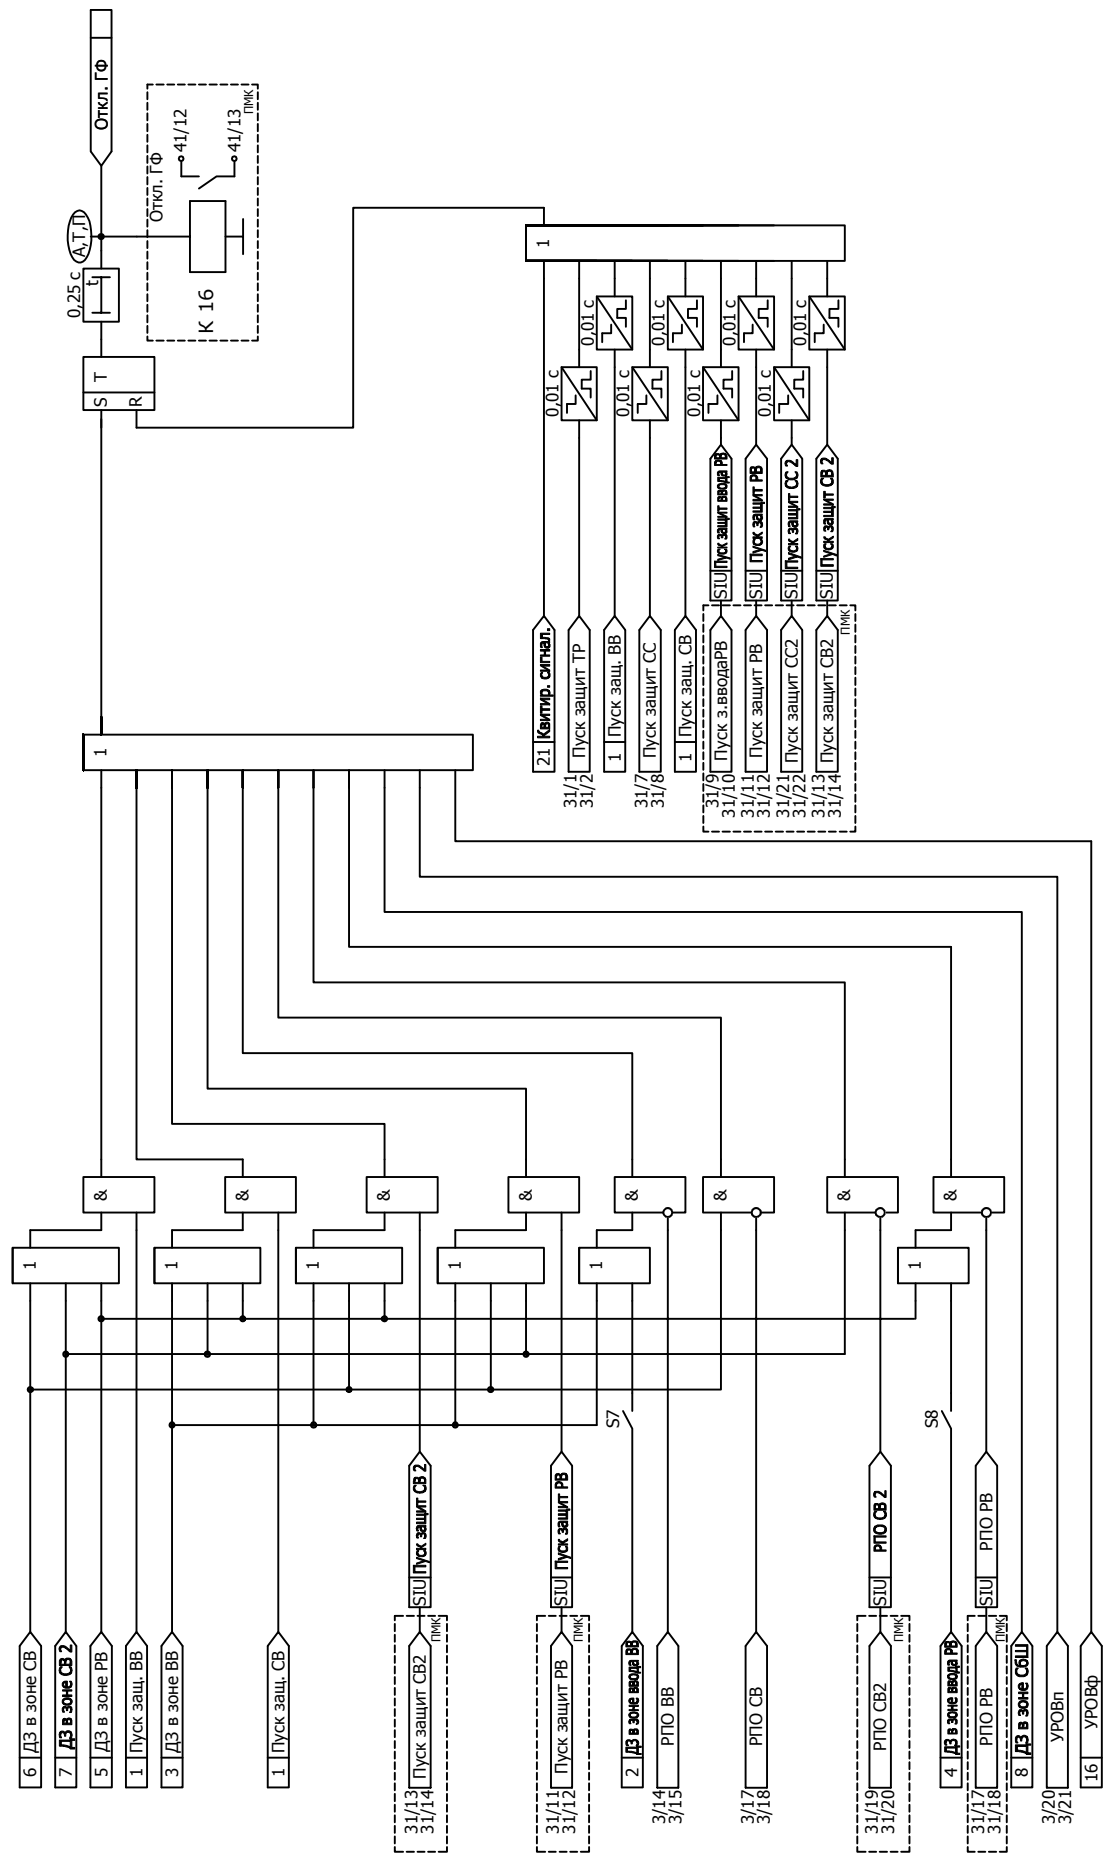 Откл. ГФ
А,Т,П
0,25 с
t
Откл. ГФ
41/12
41/13
ПМК
К 16
S T
R
1
0,01 с
0,01 с
0,01 с
0,01 с
0,01 с
0,01 с
0,01 с
0,01 с
21 Квитир. сигнал.
31/1
31/2
Пуск защит ТР
1 Пуск защ. ВВ
31/7
31/8
Пуск защит СС
1 Пуск защ. СВ
31/9
31/10
Пуск з.вводаРВ
SIU Пуск защит ввода РВ
31/11
31/12
Пуск защит РВ
SIU Пуск защит РВ
31/21
31/22
Пуск защит СС2
SIU Пуск защит СС 2
31/13
31/14
Пуск защит СВ2
SIU Пуск защит СВ 2
ПМК
1
&
&
&
&
&
&
&
&
1
1
1
1
1
1
6 ДЗ в зоне СВ
7 ДЗ в зоне СВ 2
5 ДЗ в зоне РВ
1 Пуск защ. ВВ
3 ДЗ в зоне ВВ
1 Пуск защ. СВ
31/13
31/14
Пуск защит СВ2
ПМК
SIU Пуск защит СВ 2
31/11
31/12
Пуск защит РВ
ПМК
SIU Пуск защит РВ
S7
2 ДЗ в зоне ввода ВВ
3/14
3/15
РПО ВВ
3/17
3/18
РПО СВ
31/19
31/20
РПО СВ2
ПМК
SIU РПО СВ 2
S8
4 ДЗ в зоне ввода РВ
31/17
31/18
РПО РВ
ПМК
SIU РПО РВ
8 ДЗ в зоне СбШ
3/20
3/21
УРОВп
16 УРОВф